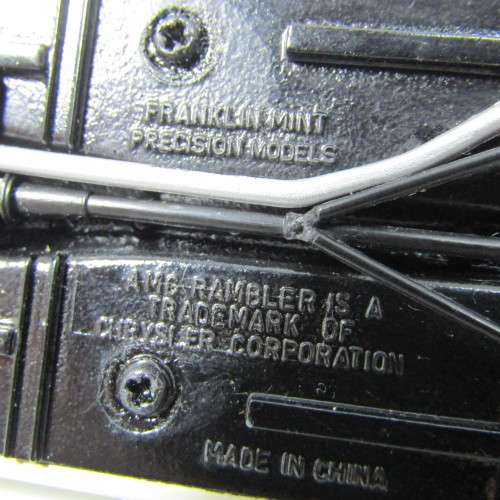 FRANKLIN MINT
PRECISION MODELS
AMC RAMBLER IS A
TRADEMARK OF
CHRYSLER CORPORATION
MADE IN CHINA